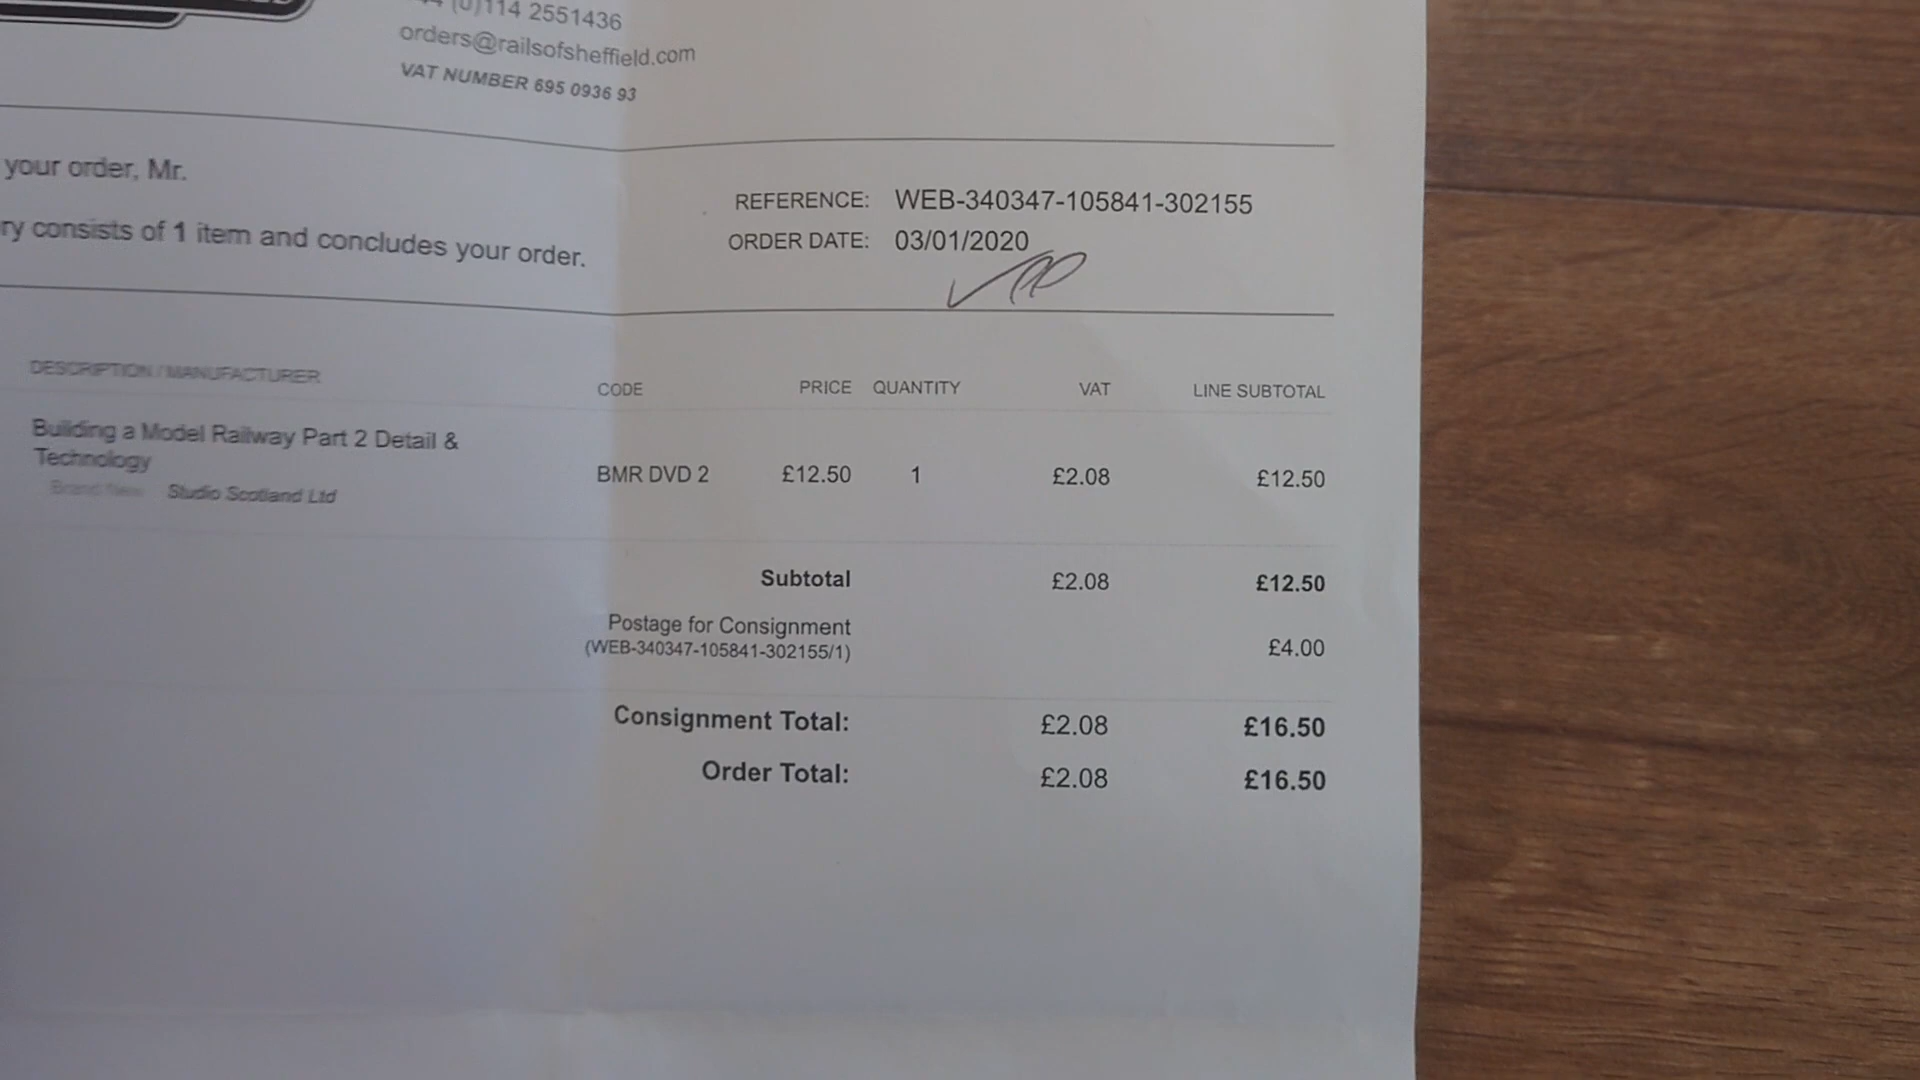 (0)114 2551436
orders@railsofsheffield.com
VAT NUMBER 695 0936 93
your order, Mr.
REFERENCE: WEB-340347-105841-302155
ry consists of 1 item and concludes your order.
ORDER DATE: 03/01/2020
DESCRIPTION / MANUFACTURER CODE PRICE QUANTITY VAT LINE SUBTOTAL
Building a Model Railway Part 2 Detail &
Technology
BMR DVD 2 £12.50 1 £2.08 £12.50
Brand New Studio Scotland Ltd
Subtotal £2.08 £12.50
Postage for Consignment
(WEB-340347-105841-302155/1) £4.00
Consignment Total: £2.08 £16.50
Order Total: £2.08 £16.50